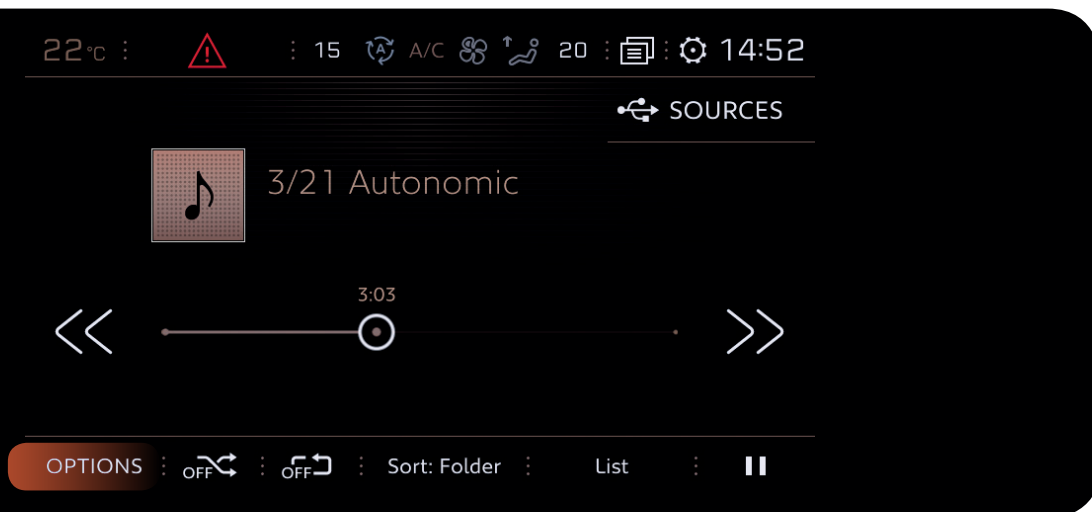 22°C 15 A A/C 20 14:52
SOURCES
3/21 Autonomic
3:03
OPTIONS OFF OFF Sort: Folder List